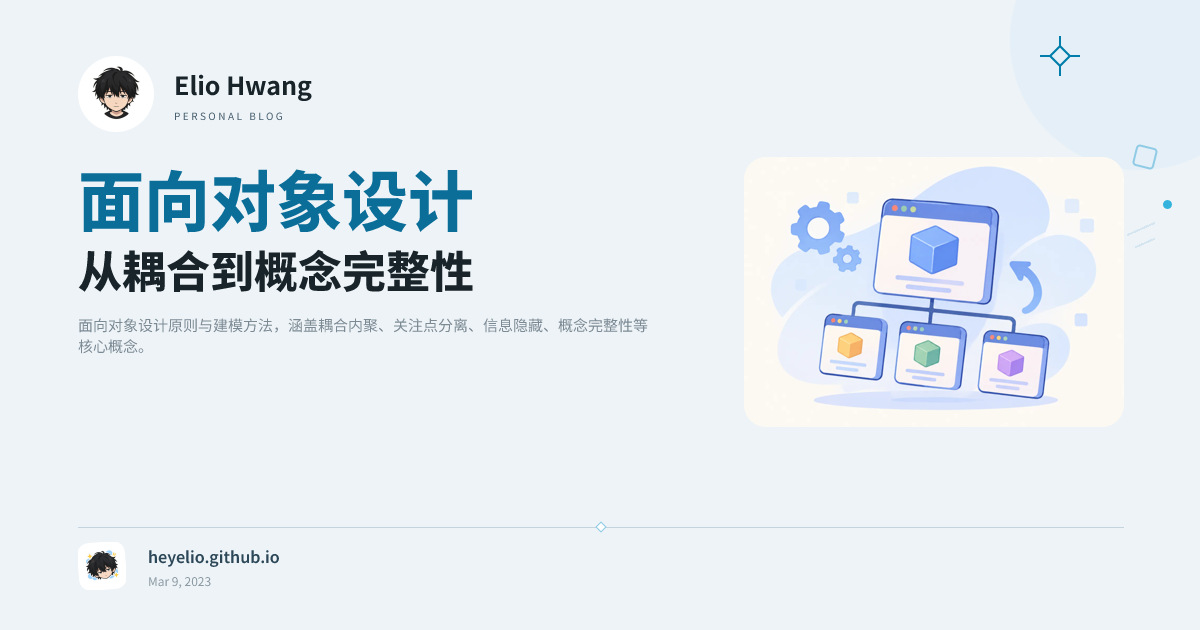 Elio Hwang
PERSONAL BLOG
面向对象设计
从耦合到概念完整性
面向对象设计原则与建模方法，涵盖耦合内聚、关注点分离、信息隐藏、概念完整性等
核心概念。
heyelio.github.io
Mar 9, 2023